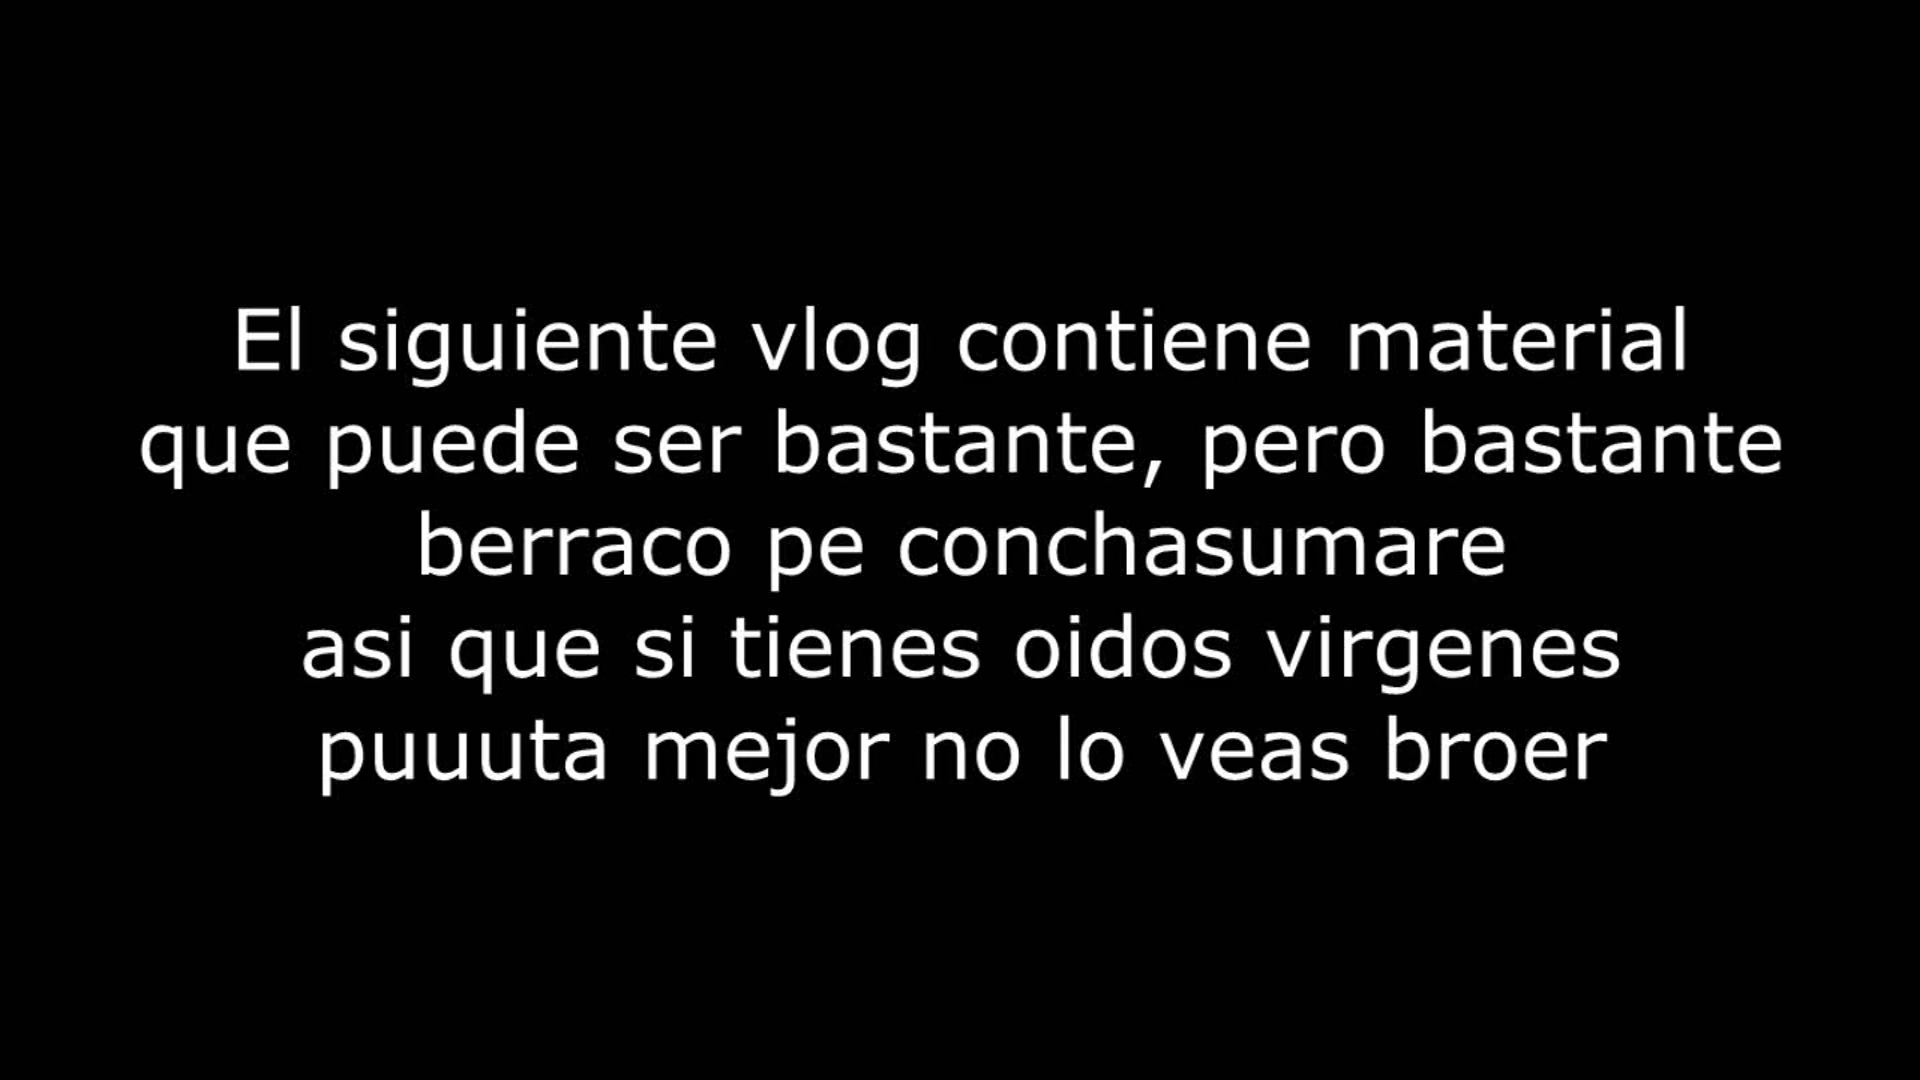 El siguiente vlog contiene material
que puede ser bastante, pero bastante
berraco pe conchasumare
asi que si tienes oidos virgenes
puuuta mejor no lo veas broer